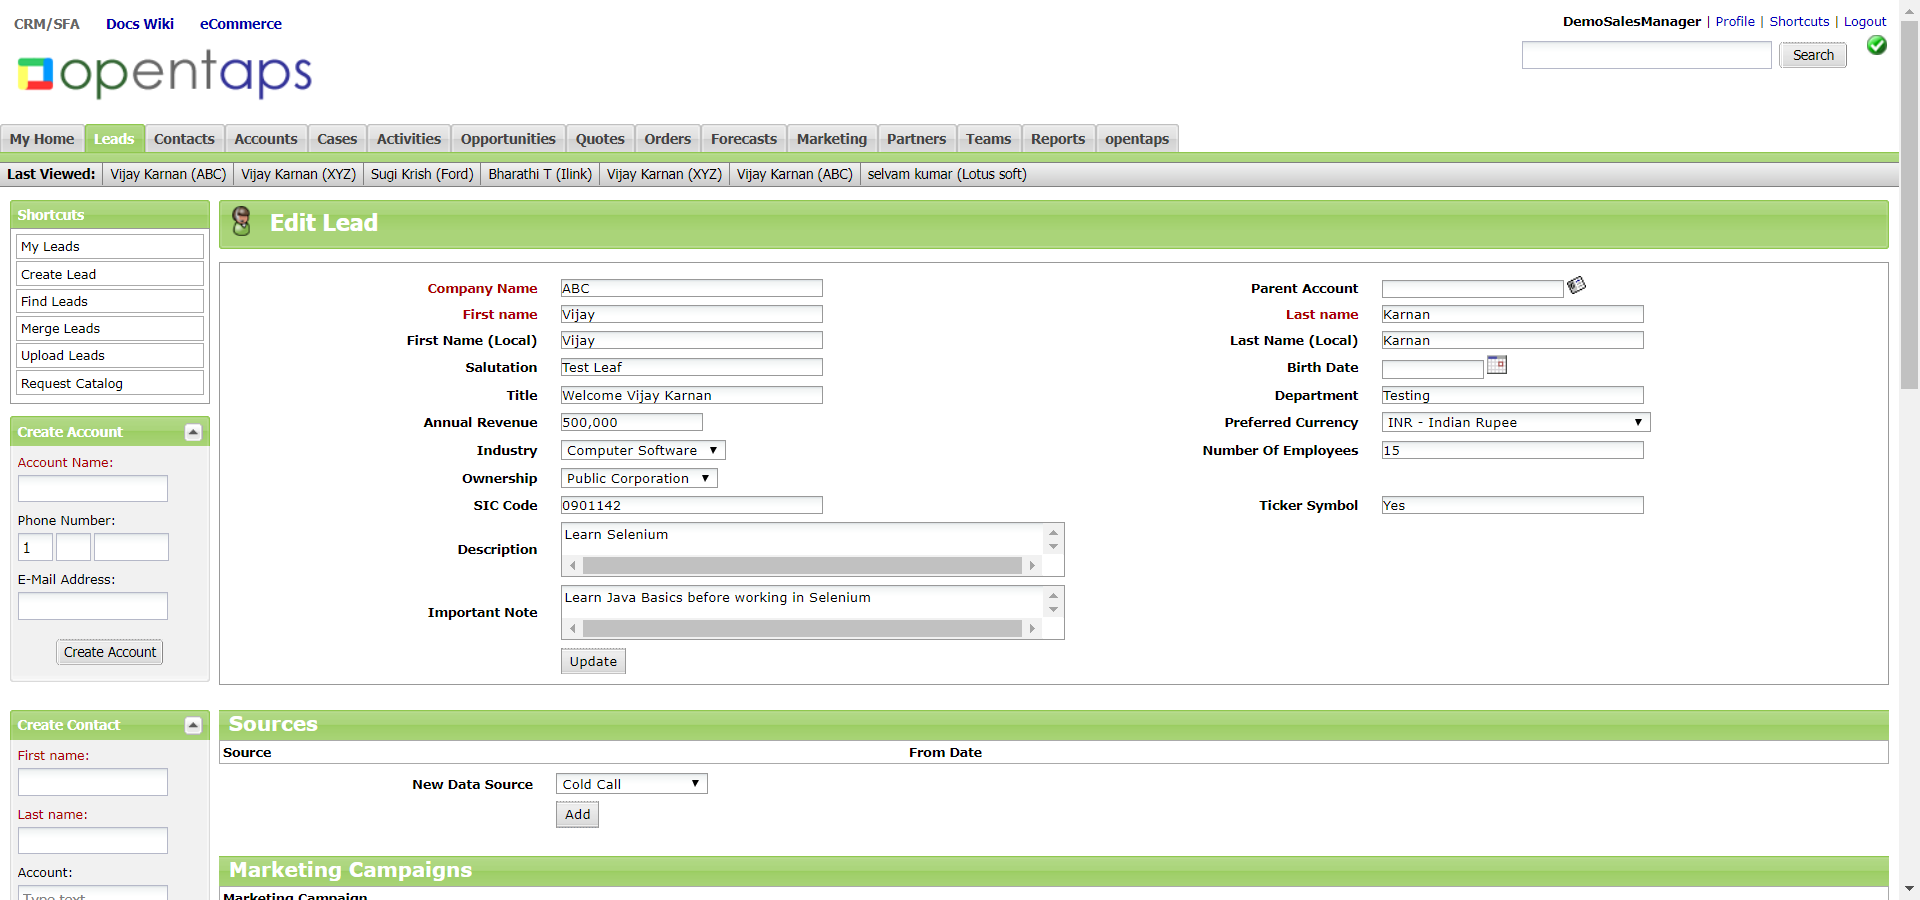 CRM/SFA Docs Wiki eCommerce
DemoSalesManager | Profile | Shortcuts | Logout
opentaps
Search
My Home Leads Contacts Accounts Cases Activities Opportunities Quotes Orders Forecasts Marketing Partners Teams Reports opentaps
Last Viewed: Vijay Karnan (ABC) Vijay Karnan (XYZ) Sugi Krish (Ford) Bharathi T (Ilink) Vijay Karnan (XYZ) Vijay Karnan (ABC) selvam kumar (Lotus soft)
Shortcuts
My Leads
Create Lead
Find Leads
Merge Leads
Upload Leads
Request Catalog
Create Account
Account Name:
Phone Number:
1
E-Mail Address:
Create Account
Create Contact
First name:
Last name:
Account:
Type text
Edit Lead
Company Name ABC Parent Account
First name Vijay Last name Karnan
First Name (Local) Vijay Last Name (Local) Karnan
Salutation Test Leaf Birth Date
Title Welcome Vijay Karnan Department Testing
Annual Revenue 500,000 Preferred Currency INR - Indian Rupee
Industry Computer Software Number Of Employees 15
Ownership Public Corporation
SIC Code 0901142 Ticker Symbol Yes
Description Learn Selenium
Important Note Learn Java Basics before working in Selenium
Update
Sources
Source From Date
New Data Source Cold Call
Add
Marketing Campaigns
Marketing Campaign